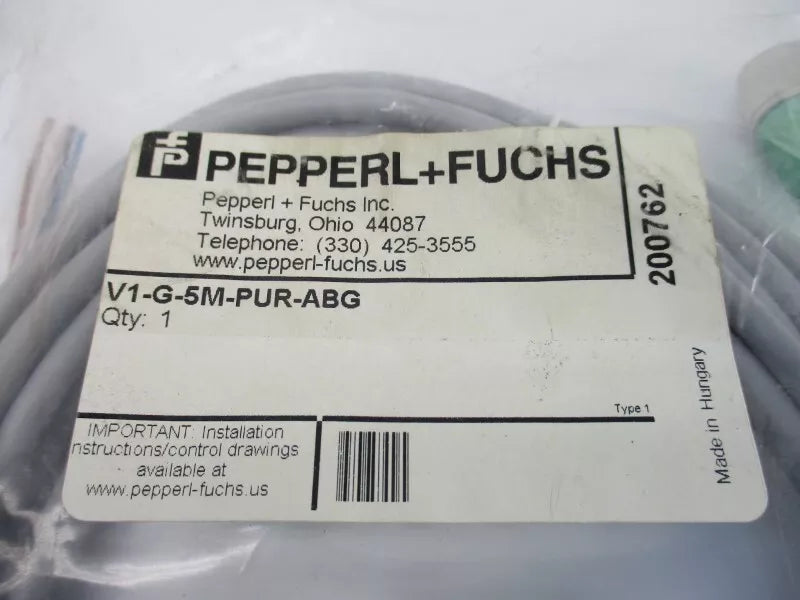 PEPPERL+FUCHS
Pepperl + Fuchs Inc.
Twinsburg, Ohio 44087
Telephone: (330) 425-3555
www.pepperl-fuchs.us
200762
V1-G-5M-PUR-ABG
Qty: 1
Type 1
Made in Hungary
IMPORTANT: Installation
nstructions/control drawings
available at
www.pepperl-fuchs.us